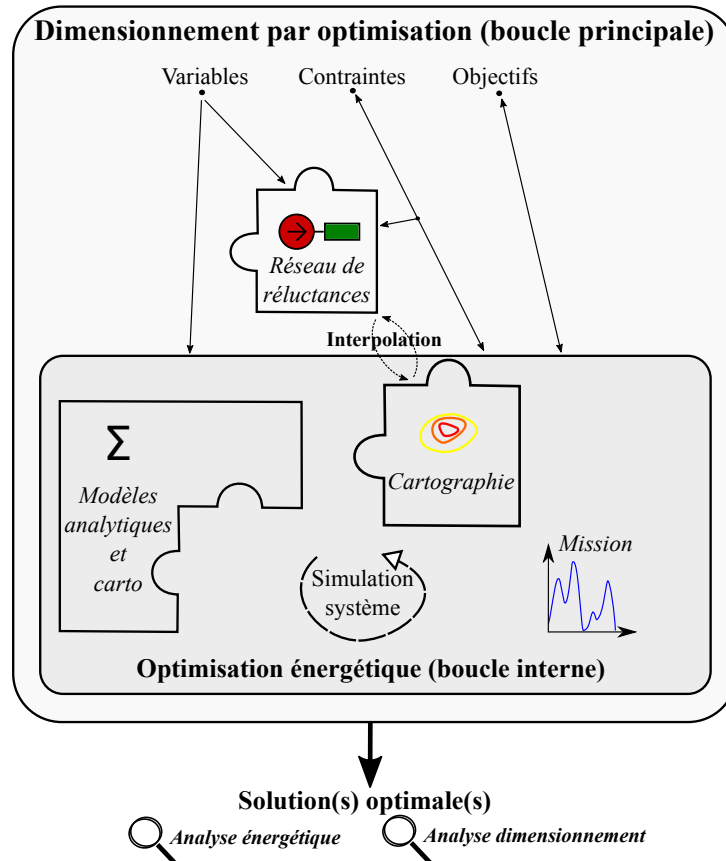 Dimensionnement par optimisation (boucle principale)
Variables
Contraintes
Objectifs
Réseau de
réluctances
Interpolation
Σ
Modèles
analytiques
et
carto
Cartographie
Simulation
système
Mission
Optimisation énergétique (boucle interne)
Solution(s) optimale(s)
Analyse énergétique
Analyse dimensionnement